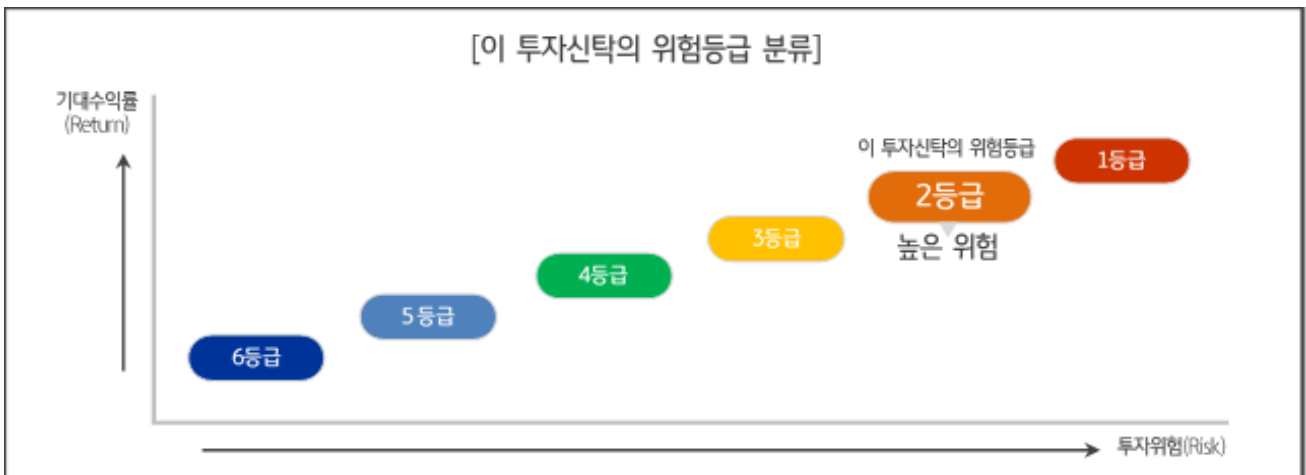 [이 투자신탁의 위험등급 분류]
기대수익률
(Return)
이 투자신탁의 위험등급
1등급
2등급
높은 위험
3등급
4등급
5등급
6등급
투자위험(Risk)